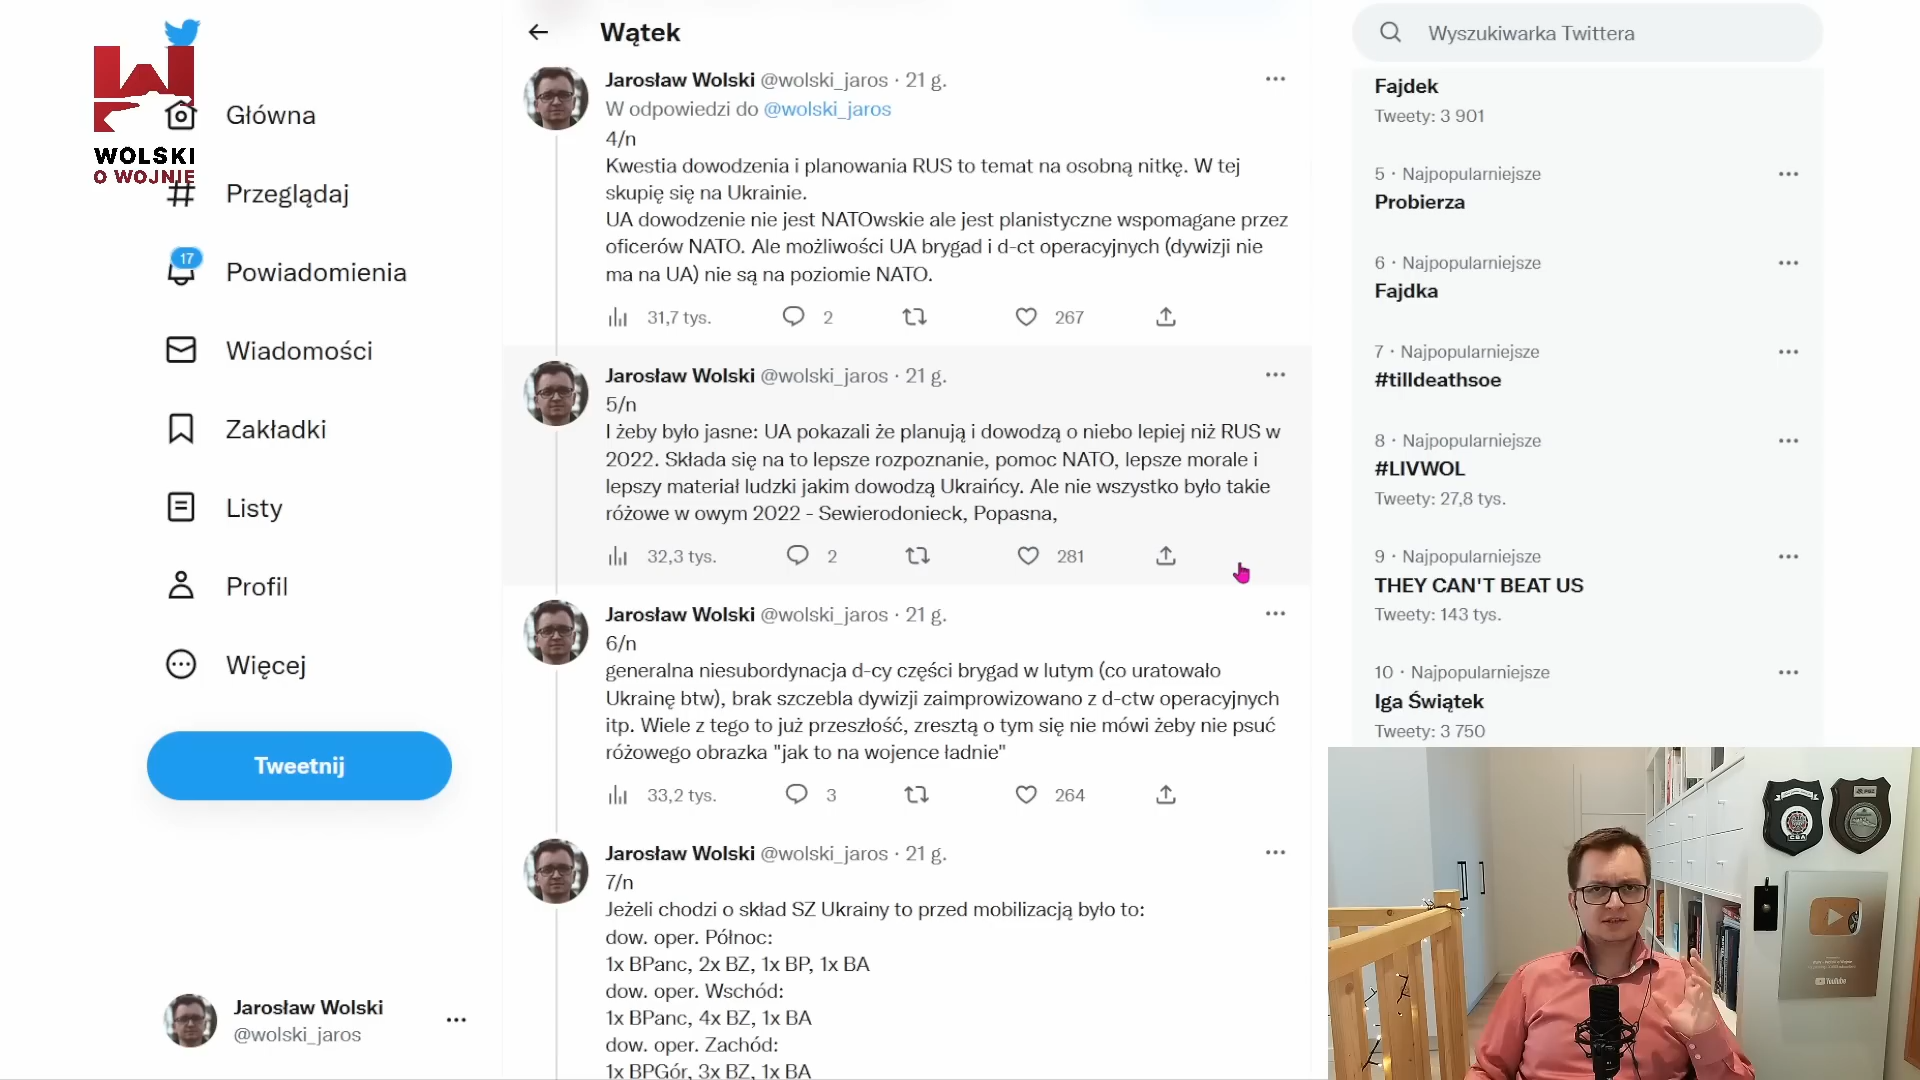 WOLSKI
O WOJNIE
Główna
Przeglądaj
17
Powiadomienia
Wiadomości
Zakładki
Listy
Profil
Więcej
Tweetnij
Jarosław Wolski
@wolski_jaros
Wątek
Jarosław Wolski @wolski_jaros · 21 g.
W odpowiedzi do @wolski_jaros
4/n
Kwestia dowodzenia i planowania RUS to temat na osobną nitkę. W tej
skupię się na Ukrainie.
UA dowodzenie nie jest NATOwskie ale jest planistyczne wspomagane przez
oficerów NATO. Ale możliwości UA brygad i d-ct operacyjnych (dywizji nie
ma na UA) nie są na poziomie NATO.
31,7 tys. 2 267
Jarosław Wolski @wolski_jaros · 21 g.
5/n
I żeby było jasne: UA pokazali że planują i dowodzą o niebo lepiej niż RUS w
2022. Składa się na to lepsze rozpoznanie, pomoc NATO, lepsze morale i
lepszy materiał ludzki jakim dowodzą Ukraińcy. Ale nie wszystko było takie
różowe w owym 2022 - Sewierodonieck, Popasna,
32,3 tys. 2 281
Jarosław Wolski @wolski_jaros · 21 g.
6/n
generalna niesubordynacja d-cy części brygad w lutym (co uratowało
Ukrainę btw), brak szczebla dywizji zaimprowizowano z d-ctw operacyjnych
itp. Wiele z tego to już przeszłość, zresztą o tym się nie mówi żeby nie psuć
różowego obrazka "jak to na wojence ładnie"
33,2 tys. 3 264
Jarosław Wolski @wolski_jaros · 21 g.
7/n
Jeżeli chodzi o skład SZ Ukrainy to przed mobilizacją było to:
dow. oper. Północ:
1x BPanc, 2x BZ, 1x BP, 1x BA
dow. oper. Wschód:
1x BPanc, 4x BZ, 1x BA
dow. oper. Zachód:
1x BPGór, 3x BZ, 1x BA
Wyszukiwarka Twittera
Fajdek
Tweety: 3 901
5 · Najpopularniejsze
Probierza
6 · Najpopularniejsze
Fajdka
7 · Najpopularniejsze
#tilldeathsoe
8 · Najpopularniejsze
#LIVWOL
Tweety: 27,8 tys.
9 · Najpopularniejsze
THEY CAN'T BEAT US
Tweety: 143 tys.
10 · Najpopularniejsze
Iga Świątek
Tweety: 3 750
YouTube